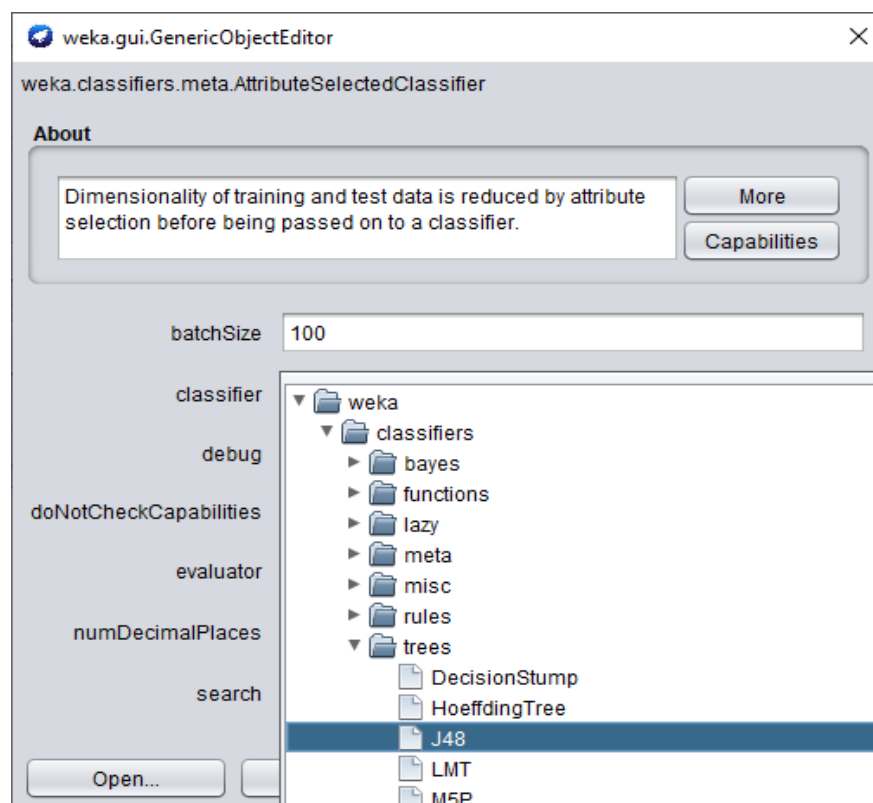 weka.gui.GenericObjectEditor
weka.classifiers.meta.AttributeSelectedClassifier
About
Dimensionality of training and test data is reduced by attribute
selection before being passed on to a classifier.
More
Capabilities
batchSize
100
classifier
weka
classifiers
debug
bayes
functions
doNotCheckCapabilities
lazy
meta
evaluator
misc
rules
numDecimalPlaces
trees
DecisionStump
search
HoeffdingTree
J48
LMT
Open...
M5P